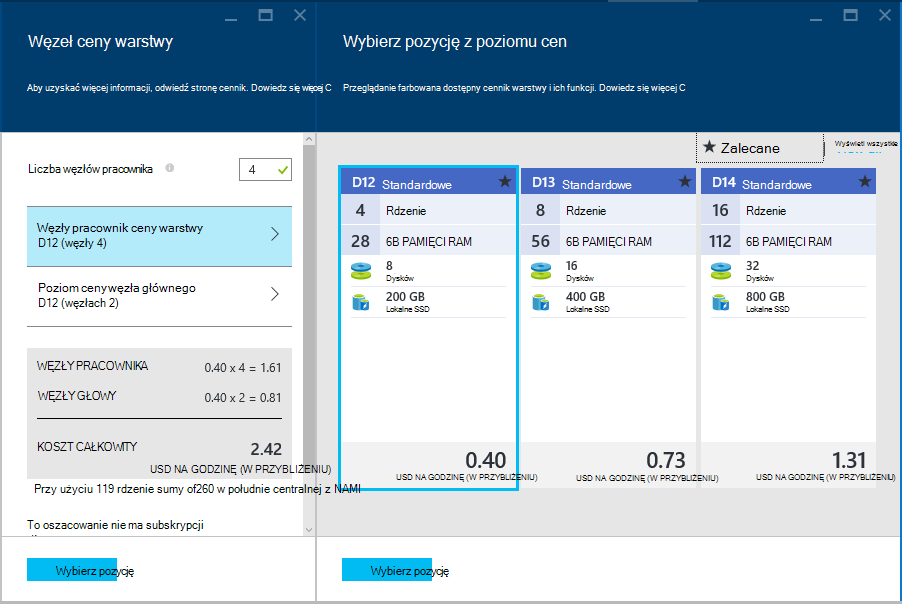 Węzeł ceny warstwy
Aby uzyskać więcej informacji, odwiedź stronę cennik. Dowiedz się więcej C
Liczba węzłów pracownika
4
Węzły pracownik ceny warstwy
D12 (węzły 4)
Poziom ceny węzła głównego
D12 (węzłach 2)
WĘZŁY PRACOWNIKA 0.40 x 4 = 1.61
WĘZŁY GŁOWY 0.40 x 2 = 0.81
KOSZT CAŁKOWITY 2.42
USD NA GODZINĘ (W PRZYBLIŻENIU)
Przy użyciu 119 rdzenie sumy of260 w południe centralnej z NAMI
To oszacowanie nie ma subskrypcji
Wybierz pozycję
Wybierz pozycję z poziomu cen
Przeglądanie farbowana dostępny cennik warstwy i ich funkcji. Dowiedz się więcej C
Zalecane
Wyświetl wszystkie
D12 Standardowe
4 Rdzenie
28 6B PAMIĘCI RAM
8
Dysków
200 GB
Lokalne SSD
0.40
USD NA GODZINĘ (W PRZYBLIŻENIU)
D13 Standardowe
8 Rdzenie
56 6B PAMIĘCI RAM
16
Dysków
400 GB
Lokalne SSD
0.73
USD NA GODZINĘ (W PRZYBLIŻENIU)
D14 Standardowe
16 Rdzenie
112 6B PAMIĘCI RAM
32
Dysków
800 GB
Lokalne SSD
1.31
USD NA GODZINĘ (W PRZYBLIŻENIU)
Wybierz pozycję